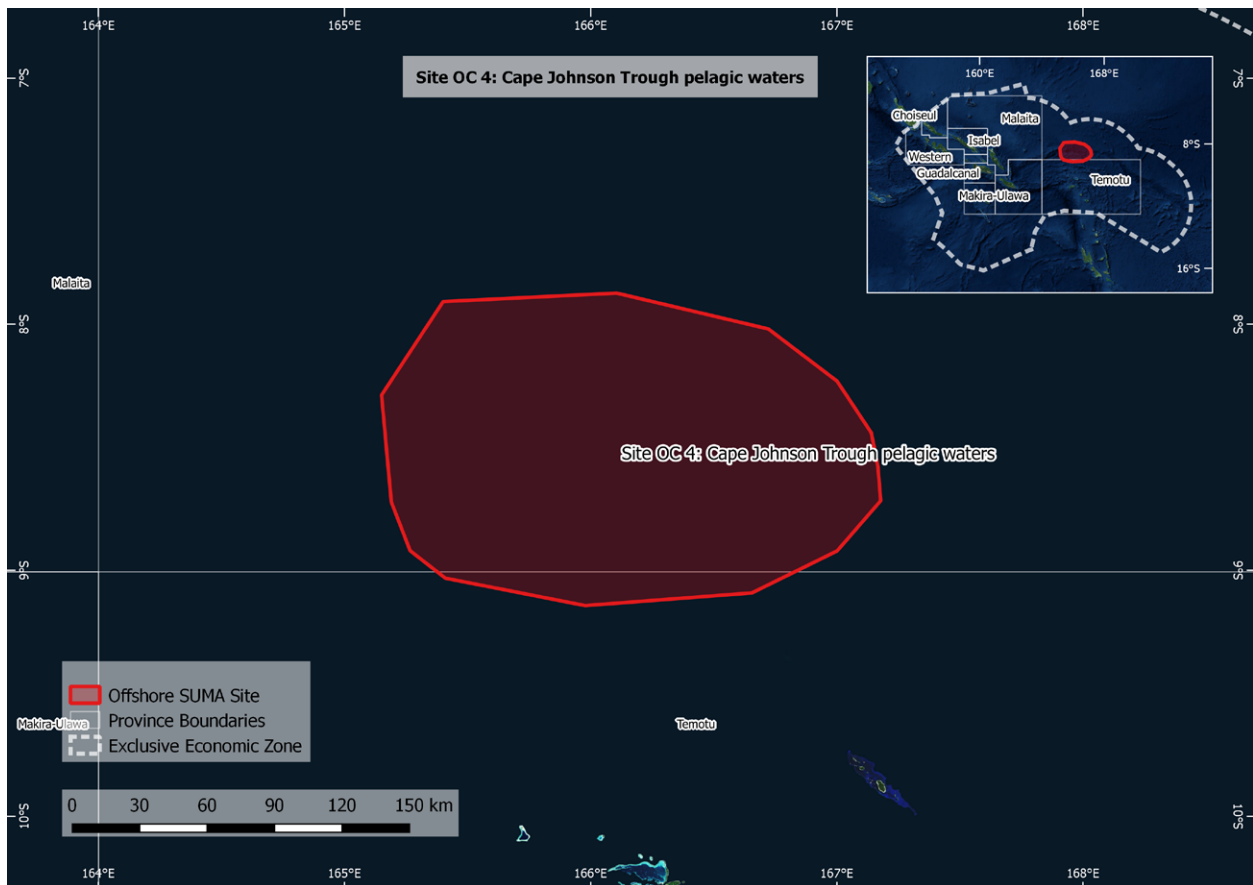 164°E 165°E 166°E 167°E 168°E
Site OC 4: Cape Johnson Trough pelagic waters
160°E 168°E
Choiseul
Malaita
Isabel
8°S
Western
Guadalcanal
Temotu
Makira-Ulawa
16°S
7°S 7°S
Malaita
8°S 8°S
Site OC 4: Cape Johnson Trough pelagic waters
9°S 9°S
Offshore SUMA Site
Province Boundaries
Exclusive Economic Zone
Makira-Ulawa
Temotu
0 30 60 90 120 150 km
10°S 10°S
164°E 165°E 166°E 167°E 168°E